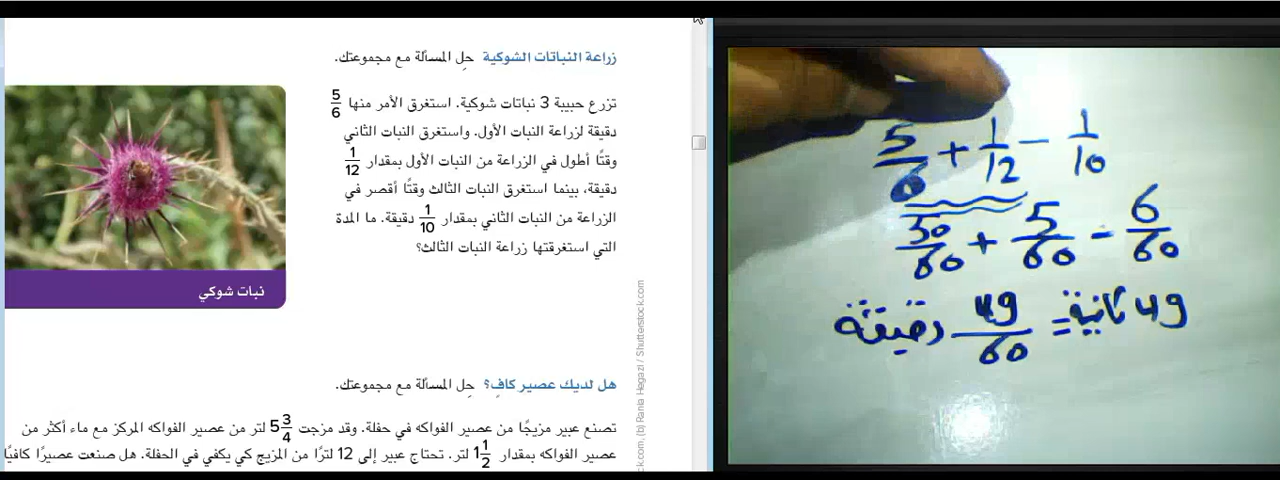 زراعة النباتات الشوكية حِل المسألة مع مجموعتك.
تزرع حبيبة 3 نباتات شوكية. استغرق الأمر منها 5/6
دقيقة لزراعة النبات الأول. واستغرق النبات الثاني
وقتًا أطول في الزراعة من النبات الأول بمقدار 1/12
دقيقة، بينما استغرق النبات الثالث وقتًا أقصر في
الزراعة من النبات الثاني بمقدار 1/10 دقيقة. ما المدة
التي استغرقتها زراعة النبات الثالث؟
نبات شوكي
هل لديك عصير كافٍ؟ حِل المسألة مع مجموعتك.
تصنع عبير مزيجًا من عصير الفواكه في حفلة. وقد مزجت 5 3/4 لتر من عصير الفواكه المركز مع ماء أكثر من
عصير الفواكه بمقدار 1 1/2 لتر. تحتاج عبير إلى 12 لترًا من المزيج كي يكفي في الحفلة. هل صنعت عصيرًا كافيًا
ck.com, (b) Rania Hegazi / Shutterstock.com
5/6 + 1/12 - 1/10
50/60 + 5/60 - 6/60
49 ثانية = 49/60 دقيقة